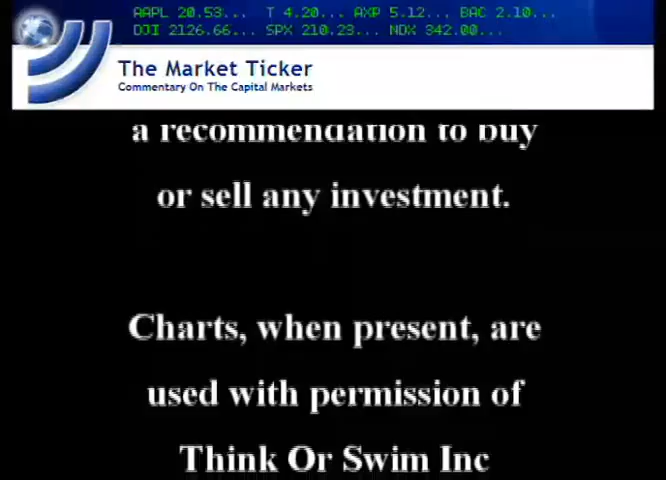 AAPL 20.53... T 4.20... AXP 5.12... BAC 2.10...
DJI 2126.66... SPX 210.23... NDX 342.00...
The Market Ticker
Commentary On The Capital Markets
a recommendation to buy
or sell any investment.
Charts, when present, are
used with permission of
Think Or Swim Inc